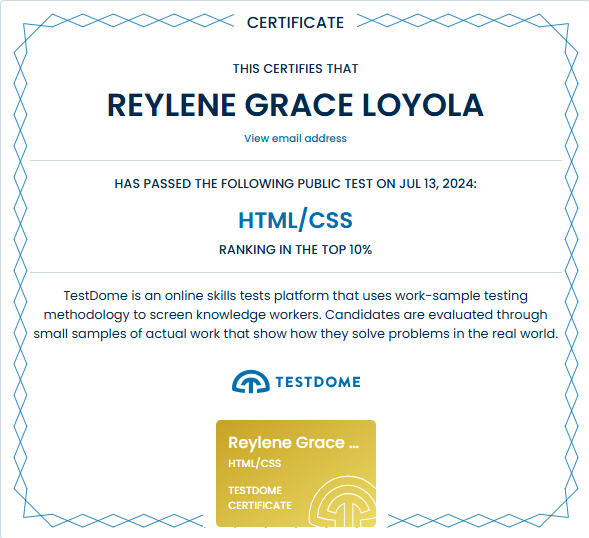 CERTIFICATE
THIS CERTIFIES THAT
REYLENE GRACE LOYOLA
View email address
HAS PASSED THE FOLLOWING PUBLIC TEST ON JUL 13, 2024:
HTML/CSS
RANKING IN THE TOP 10%
TestDome is an online skills tests platform that uses work-sample testing
methodology to screen knowledge workers. Candidates are evaluated through
small samples of actual work that show how they solve problems in the real world.
TESTDOME
Reylene Grace ...
HTML/CSS
TESTDOME
CERTIFICATE